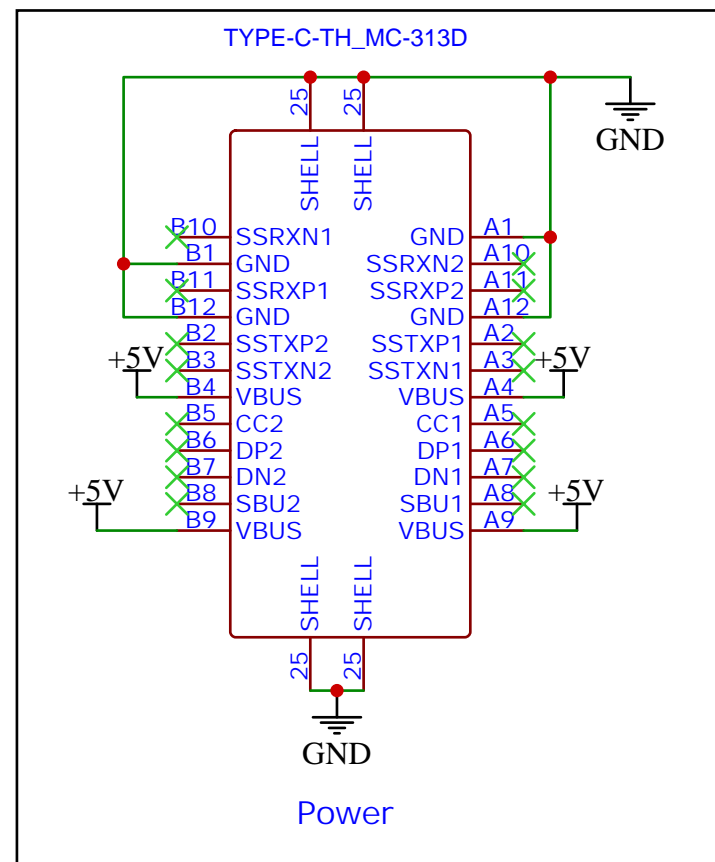 TYPE-C-TH_MC-313D
25 25
GND
SHELL SHELL
B10 SSRXN1 GND A1
B1 GND SSRXN2 A10
B11 SSRXP1 SSRXP2 A11
B12 GND GND A12
B2 SSTXP2 SSTXP1 A2
+5V B3 SSTXN2 SSTXN1 A3 +5V
B4 VBUS VBUS A4
B5 CC2 CC1 A5
B6 DP2 DP1 A6
B7 DN2 DN1 A7
+5V B8 SBU2 SBU1 A8 +5V
B9 VBUS VBUS A9
SHELL SHELL
25 25
GND
Power